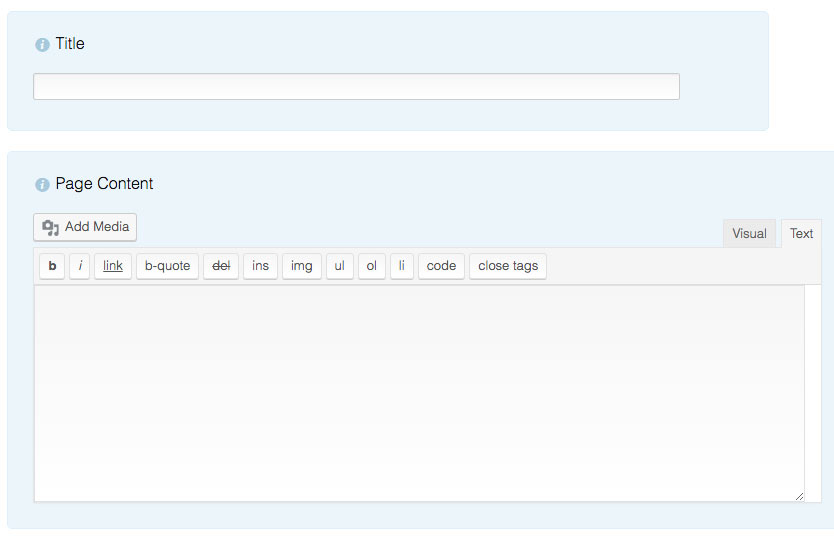 Title
Page Content
Add Media
Visual Text
b i link b-quote del ins img ul ol li code close tags